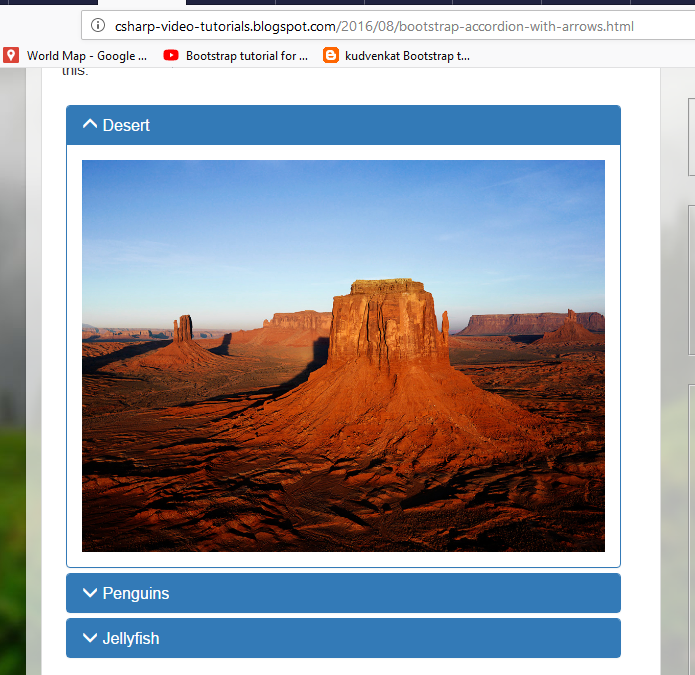 csharp-video-tutorials.blogspot.com/2016/08/bootstrap-accordion-with-arrows.html
World Map - Google ... Bootstrap tutorial for ... kudvenkat Bootstrap t...
this:
Desert
Penguins
Jellyfish